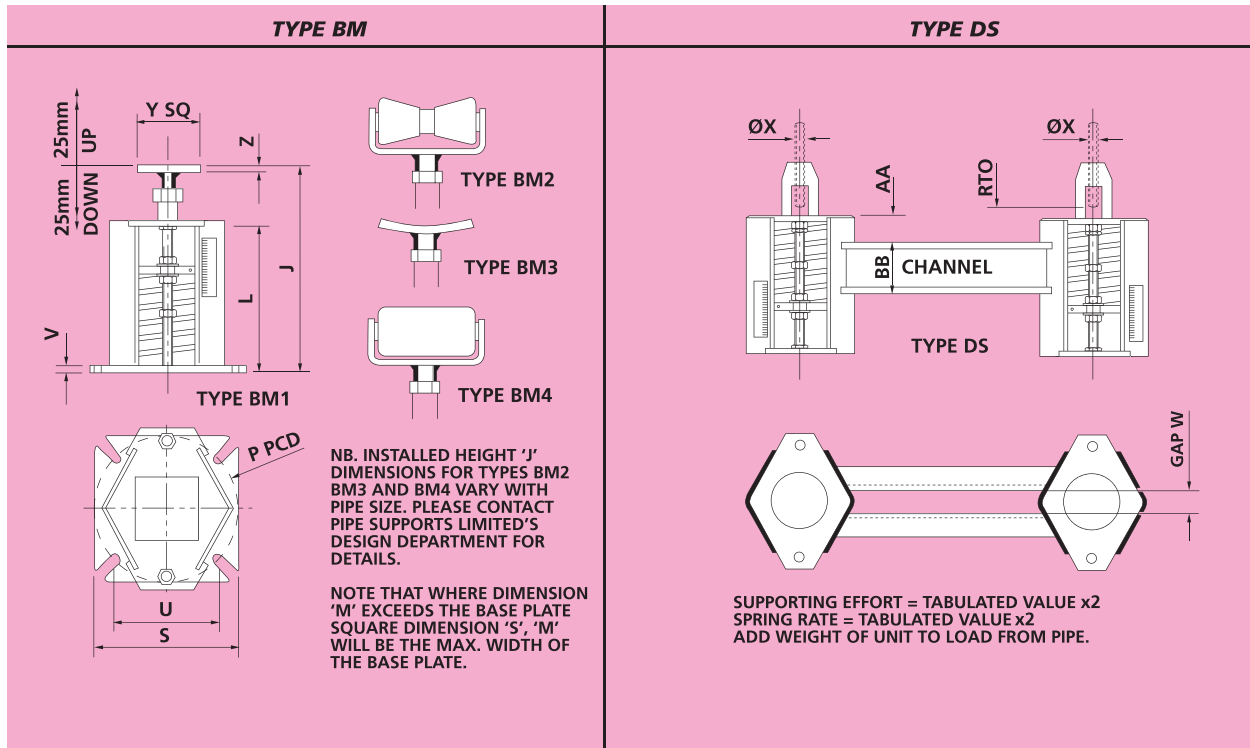 TYPE BM
25mm
UP
25mm
DOWN
Y SQ
Z
J
L
V
TYPE BM1
TYPE BM2
TYPE BM3
TYPE BM4
P PCD
U
S
NB. INSTALLED HEIGHT ‘J’
DIMENSIONS FOR TYPES BM2
BM3 AND BM4 VARY WITH
PIPE SIZE. PLEASE CONTACT
PIPE SUPPORTS LIMITED’S
DESIGN DEPARTMENT FOR
DETAILS.
NOTE THAT WHERE DIMENSION
‘M’ EXCEEDS THE BASE PLATE
SQUARE DIMENSION ‘S’, ‘M’
WILL BE THE MAX. WIDTH OF
THE BASE PLATE.
TYPE DS
ØX
ØX
AA
RTO
BB
CHANNEL
TYPE DS
GAP W
SUPPORTING EFFORT = TABULATED VALUE x2
SPRING RATE = TABULATED VALUE x2
ADD WEIGHT OF UNIT TO LOAD FROM PIPE.